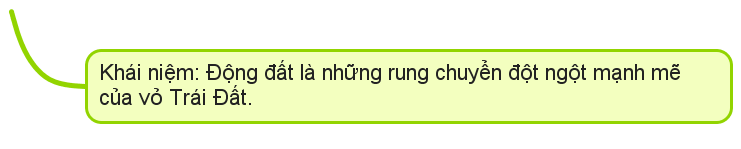 Khái niệm: Động đất là những rung chuyển đột ngột mạnh mẽ
của vỏ Trái Đất.